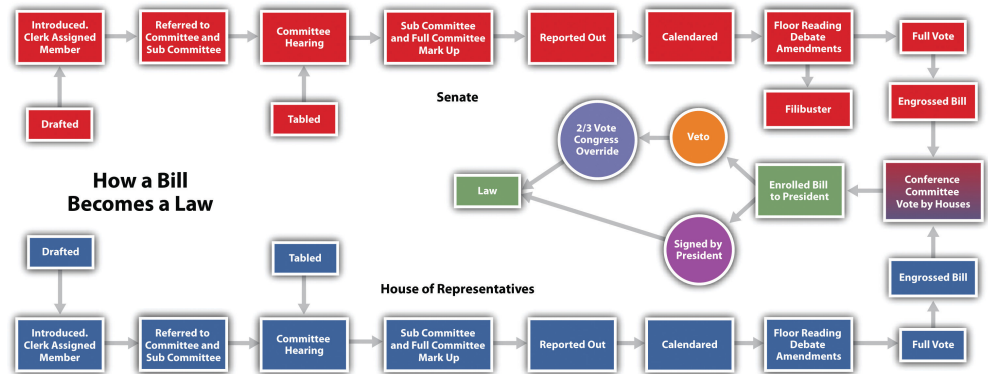 Introduced.
Clerk Assigned
Member
Referred to
Committee and
Sub Committee
Committee
Hearing
Sub Committee
and Full Committee
Mark Up
Reported Out
Calendared
Floor Reading
Debate
Amendments
Full Vote
Drafted
Tabled
Senate
Filibuster
Engrossed Bill
2/3 Vote
Congress
Override
Veto
How a Bill
Becomes a Law
Law
Enrolled Bill
to President
Conference
Committee
Vote by Houses
Signed by
President
Drafted
Tabled
House of Representatives
Engrossed Bill
Introduced.
Clerk Assigned
Member
Referred to
Committee and
Sub Committee
Committee
Hearing
Sub Committee
and Full Committee
Mark Up
Reported Out
Calendared
Floor Reading
Debate
Amendments
Full Vote